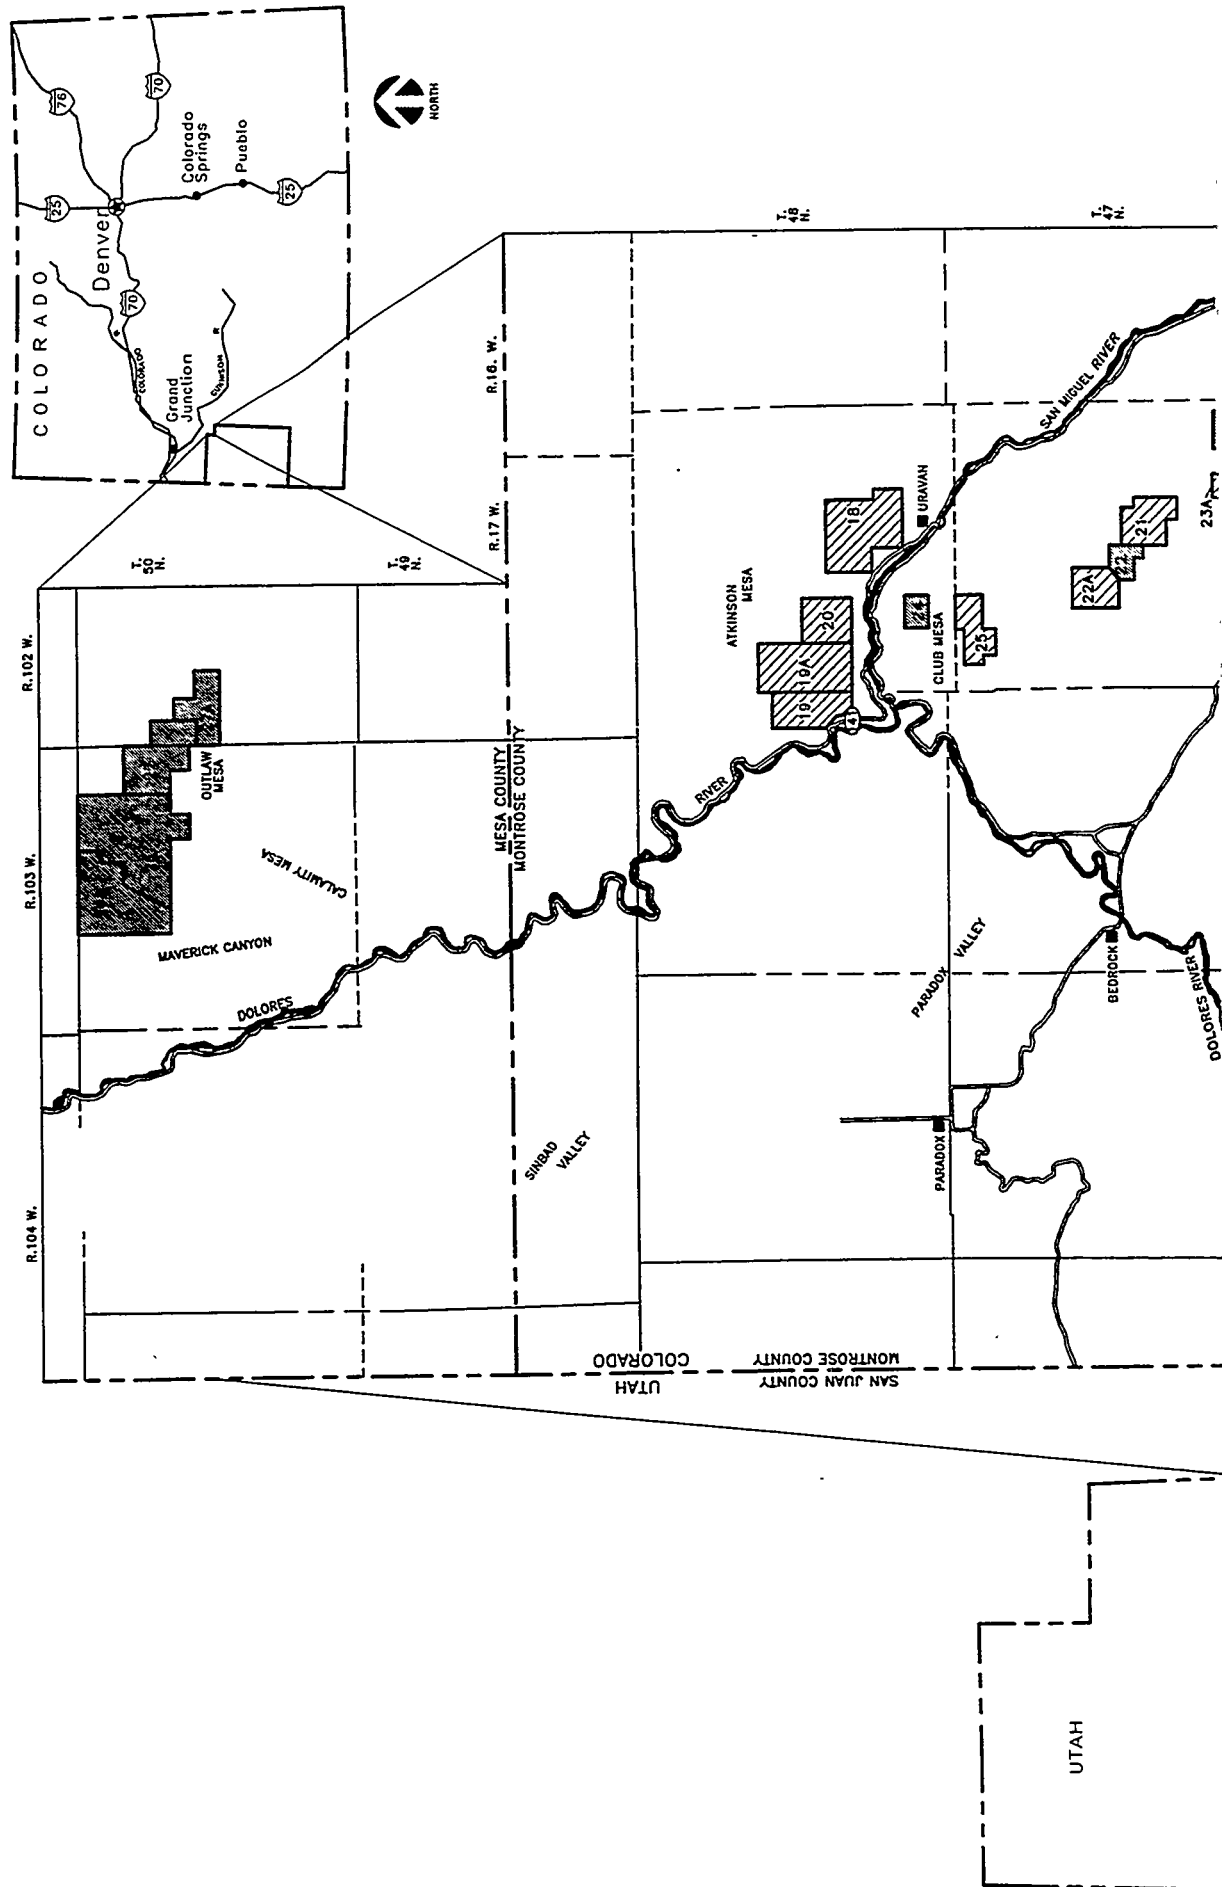 COLORADO
76
25
70
Denver
70
COLORADO
R
Colorado
Springs
Pueblo
25
Grand
Junction
GUNNISON
R
NORTH
T.
50
N.
T.
49
N.
T.
48
N.
T.
47
N.
R.102 W.
R.103 W.
R.104 W.
R.17 W.
R.18. W.
OUTLAW
MESA
CALAMITY MESA
MAVERICK CANYON
DOLORES
RIVER
MESA COUNTY
MONTROSE COUNTY
SINBAD
VALLEY
ATKINSON
MESA
18
20
19A
19
URAVAN
SAN MIGUEL RIVER
24
CLUB MESA
25
22A
22
21
23A
PARADOX
VALLEY
PARADOX
BEDROCK
DOLORES RIVER
COLORADO
UTAH
MONTROSE COUNTY
SAN JUAN COUNTY
UTAH